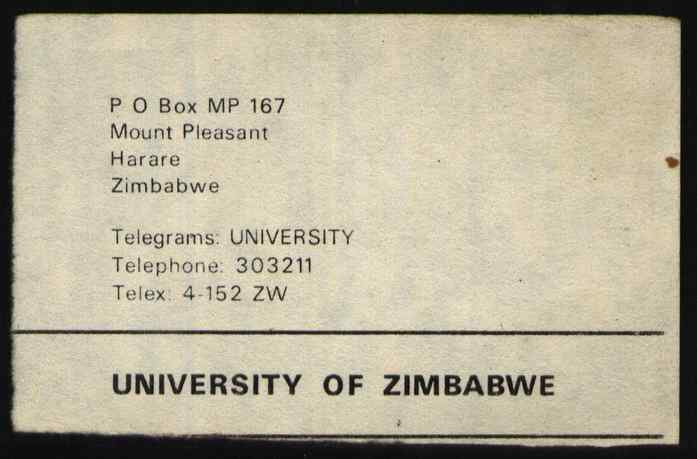 P O Box MP 167
Mount Pleasant
Harare
Zimbabwe
Telegrams: UNIVERSITY
Telephone: 303211
Telex: 4-152 ZW
UNIVERSITY OF ZIMBABWE